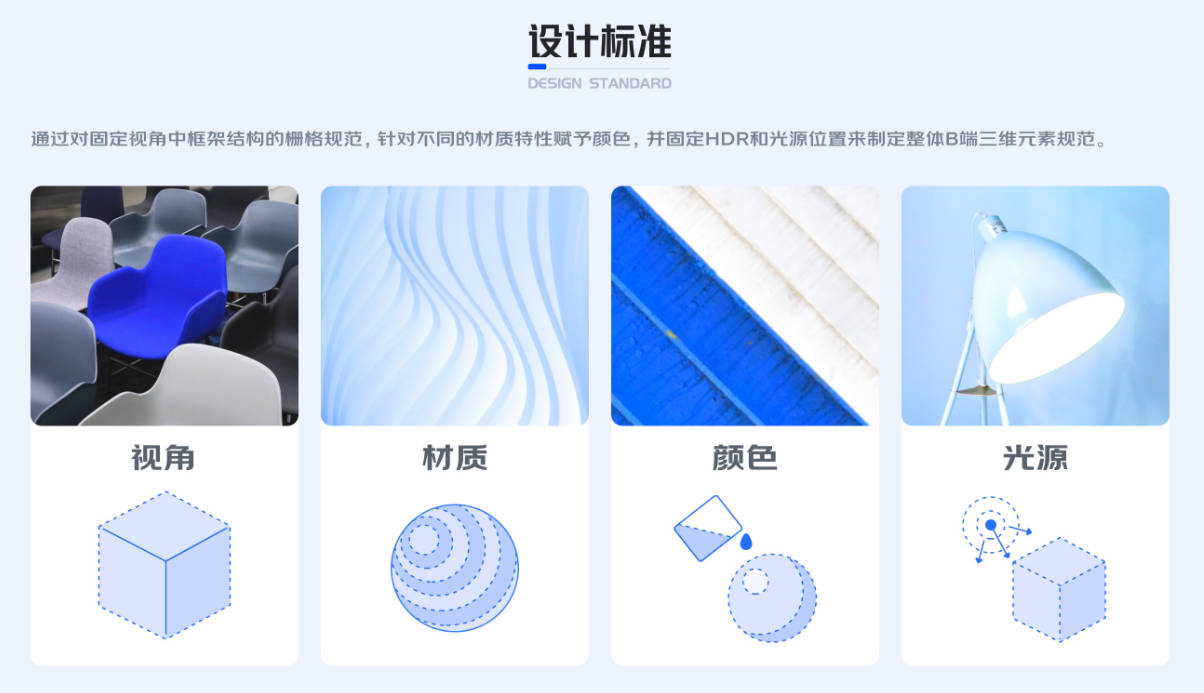 设计标准
DESIGN STANDARD
通过对固定视角中框架结构的栅格规范，针对不同的材质特性赋予颜色，并固定HDR和光源位置来制定整体B端三维元素规范。
视角
材质
颜色
光源